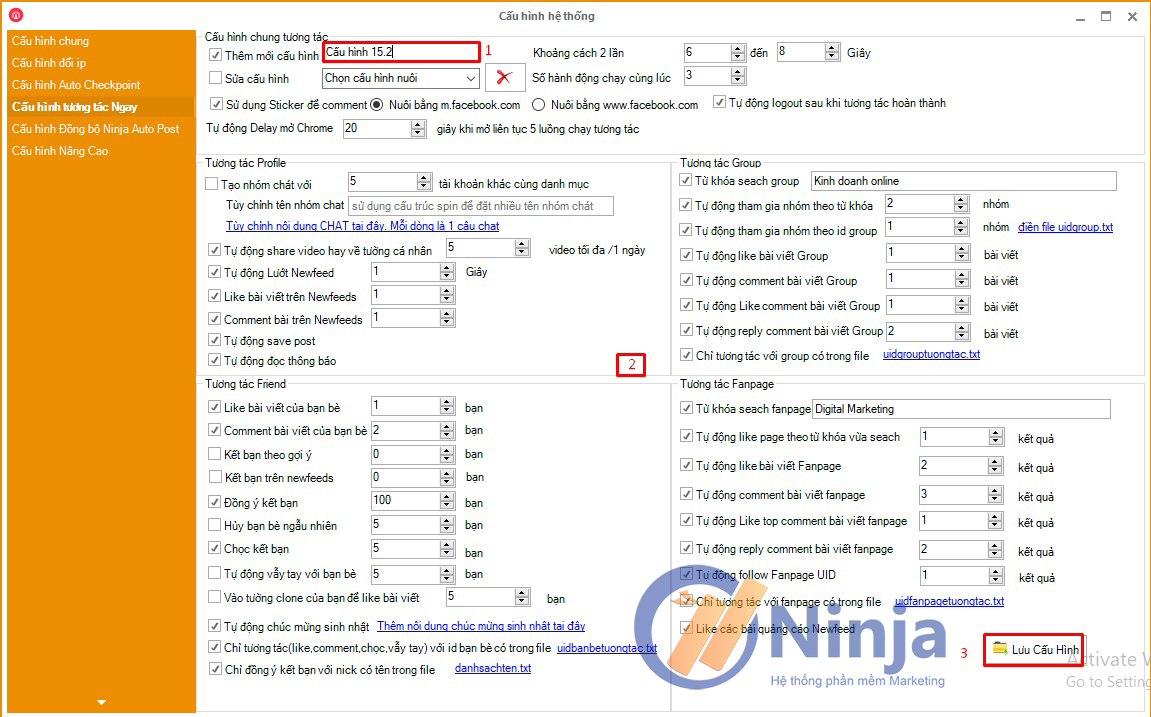 Cấu hình hệ thống
Cấu hình chung
Cấu hình đổi ip
Cấu hình Auto Checkpoint
Cấu hình tương tác Ngay
Cấu hình Đồng bộ Ninja Auto Post
Cấu hình Nâng Cao
Cấu hình chung tương tác
Thêm mới cấu hình Cấu hình 15.2 1 Khoảng cách 2 lần 6 đến 8 Giây
Sửa cấu hình Chọn cấu hình nuôi Số hành động chạy cùng lúc 3
Sử dụng Sticker để comment Nuôi bằng m.facebook.com Nuôi bằng www.facebook.com Tự động logout sau khi tương tác hoàn thành
Tự động Delay mở Chrome 20 giây khi mở liên tục 5 luồng chạy tương tác
Tương tác Profile
Tạo nhóm chát với 5 tài khoản khác cùng danh mục
Tùy chỉnh tên nhóm chat sử dụng cấu trúc spin để đặt nhiều tên nhóm chát
Tùy chỉnh nội dung CHAT tại đây. Mỗi dòng là 1 câu chat
Tự động share video hay về tường cá nhân 5 video tối đa /1 ngày
Tự động Lướt Newfeed 1 Giây
Like bài viết trên Newfeeds 1
Comment bài trên Newfeeds 1
Tự động save post
Tự động đọc thông báo
2
Tương tác Group
Từ khóa seach group Kinh doanh online
Tự động tham gia nhóm theo từ khóa 2 nhóm
Tự động tham gia nhóm theo id group 1 nhóm điền file uidgroup.txt
Tự động like bài viết Group 1 bài viết
Tự động comment bài viết Group 1 bài viết
Tự động Like comment bài viết Group 1 bài viết
Tự động reply comment bài viết Group 2 bài viết
Chỉ tương tác với group có trong file uidgrouptuongtac.txt
Tương tác Friend
Like bài viết của bạn bè 1 bạn
Comment bài viết của bạn bè 2 bạn
Kết bạn theo gợi ý 0 bạn
Kết bạn trên newfeeds 0 bạn
Đồng ý kết bạn 100 bạn
Hủy bạn bè ngẫu nhiên 5 bạn
Chọc kết bạn 5 bạn
Tự động vẫy tay với bạn bè 5 bạn
Vào tường clone của bạn để like bài viết 5 bạn
Tự động chúc mừng sinh nhật Thêm nội dung chúc mừng sinh nhật tại đây
Chỉ tương tác(like,comment,chọc,vẫy tay) với id bạn bè có trong file uidbanbetuongtac.txt
Chỉ đồng ý kết bạn với nick có tên trong file danhsachten.txt
Tương tác Fanpage
Từ khóa seach fanpage Digital Marketing
Tự động like page theo từ khóa vừa seach 1 kết quả
Tự động like bài viết Fanpage 2 kết quả
Tự động comment bài viết fanpage 3 kết quả
Tự động Like top comment bài viết fanpage 1 kết quả
Tự động reply comment bài viết fanpage 2 kết quả
Tự động follow Fanpage UID 1 kết quả
Chỉ tương tác với fanpage có trong file uidfanpagetuongtac.txt
Like các bài quảng cáo Newfeed
Ninja
Hệ thống phần mềm Marketing
3 Lưu Cấu Hình
Activate W
Go to Setting